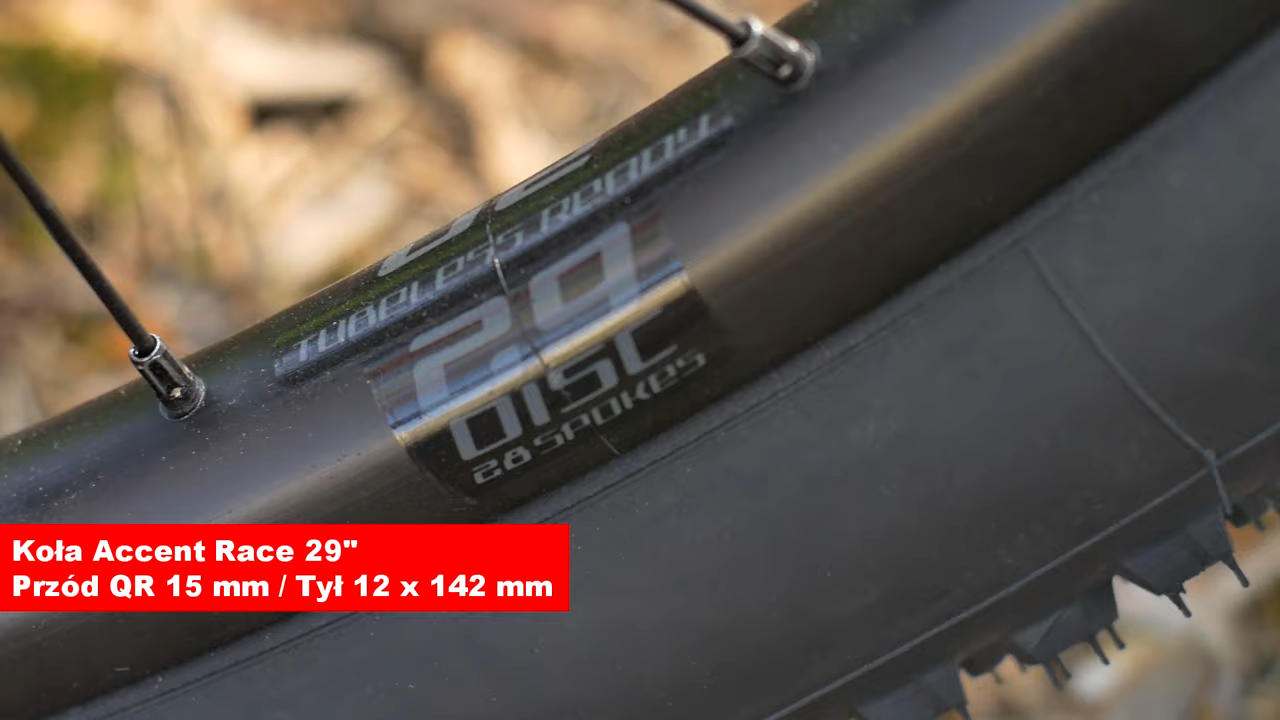 TUBELESS READY
29
DISC
28 SPOKES
Koła Accent Race 29"
Przód QR 15 mm / Tył 12 x 142 mm